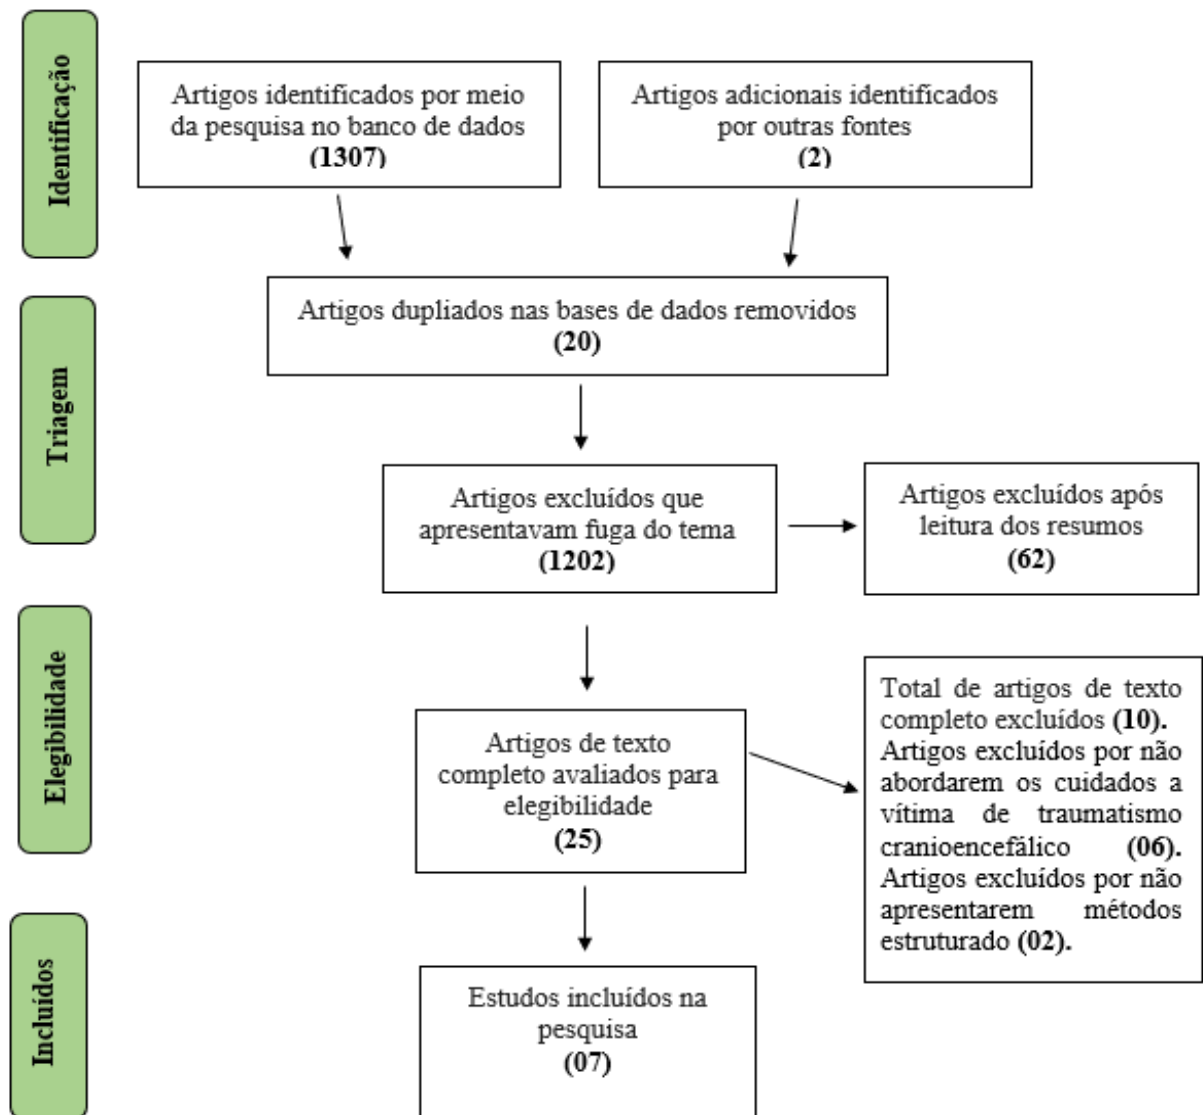 Identificação
Artigos identificados por meio
da pesquisa no banco de dados
(1307)
Artigos adicionais identificados
por outras fontes
(2)
Triagem
Artigos dupliados nas bases de dados removidos
(20)
Artigos excluídos que
apresentavam fuga do tema
(1202)
Artigos excluídos após
leitura dos resumos
(62)
Elegibilidade
Artigos de texto
completo avaliados para
elegibilidade
(25)
Total de artigos de texto
completo excluídos (10).
Artigos excluídos por não
abordarem os cuidados a
vítima de traumatismo
cranioencefálico (06).
Artigos excluídos por não
apresentarem métodos
estruturado (02).
Incluídos
Estudos incluídos na
pesquisa
(07)